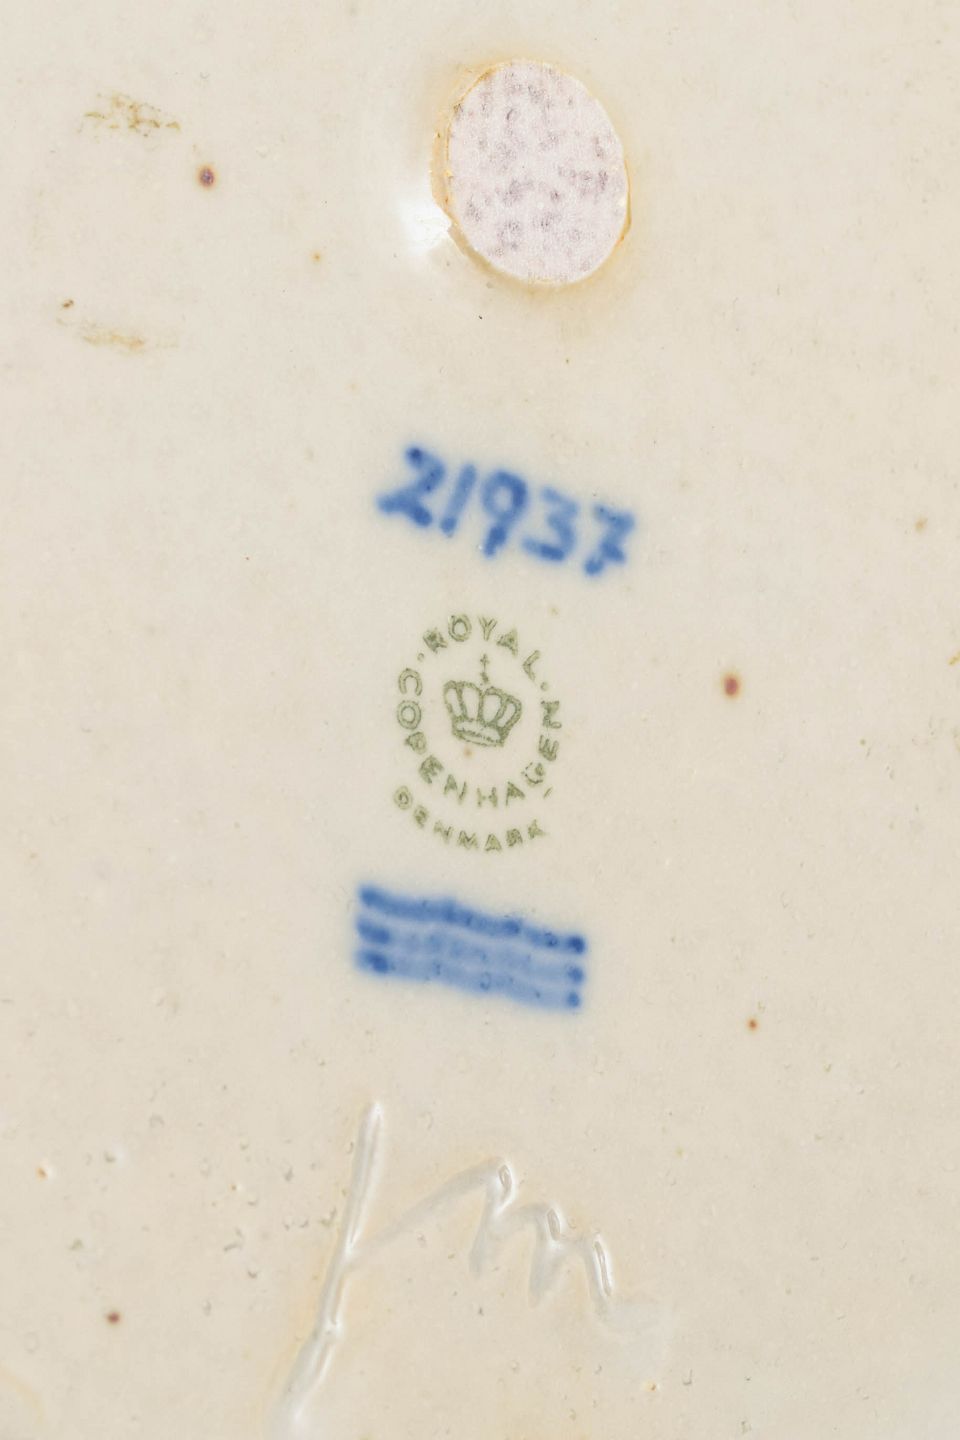 21937
ROYAL
COPENHAGEN
DENMARK